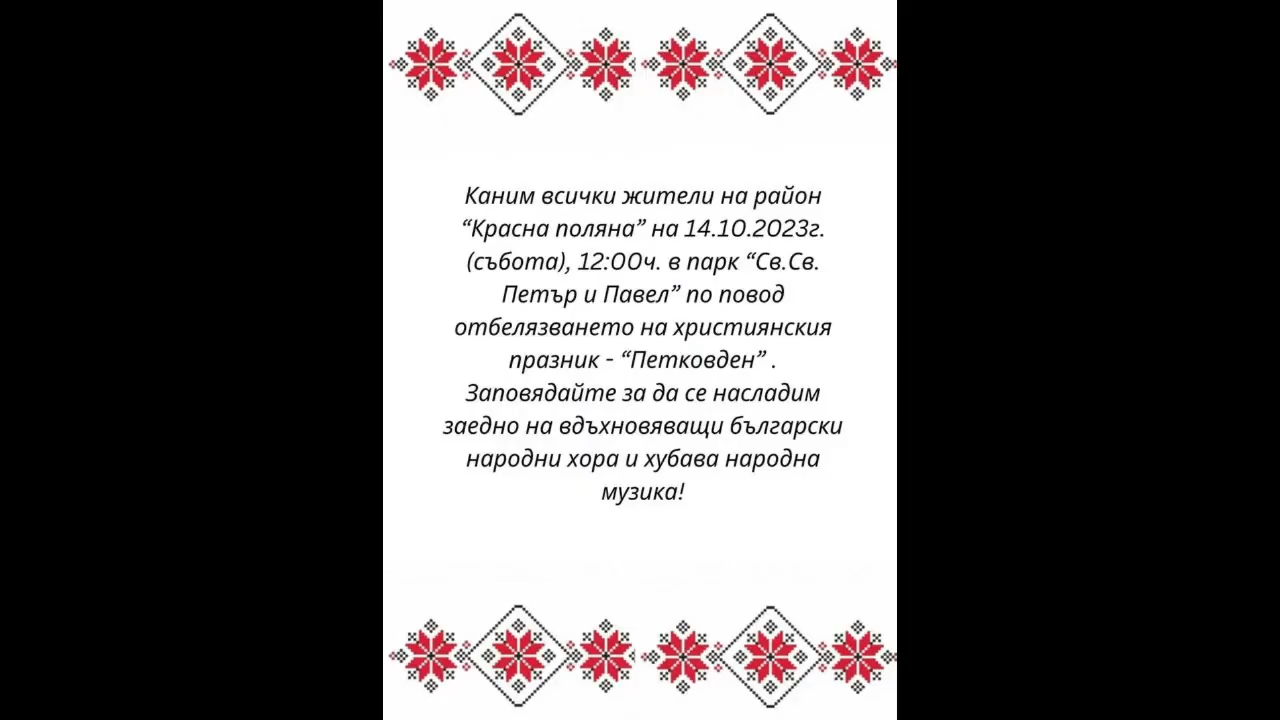 Каним всички жители на район
“Красна поляна” на 14.10.2023г.
(събота), 12:00ч. в парк “Св.Св.
Петър и Павел” по повод
отбелязването на християнския
празник - “Петковден” .
Заповядайте за да се насладим
заедно на вдъхновяващи български
народни хора и хубава народна
музика!